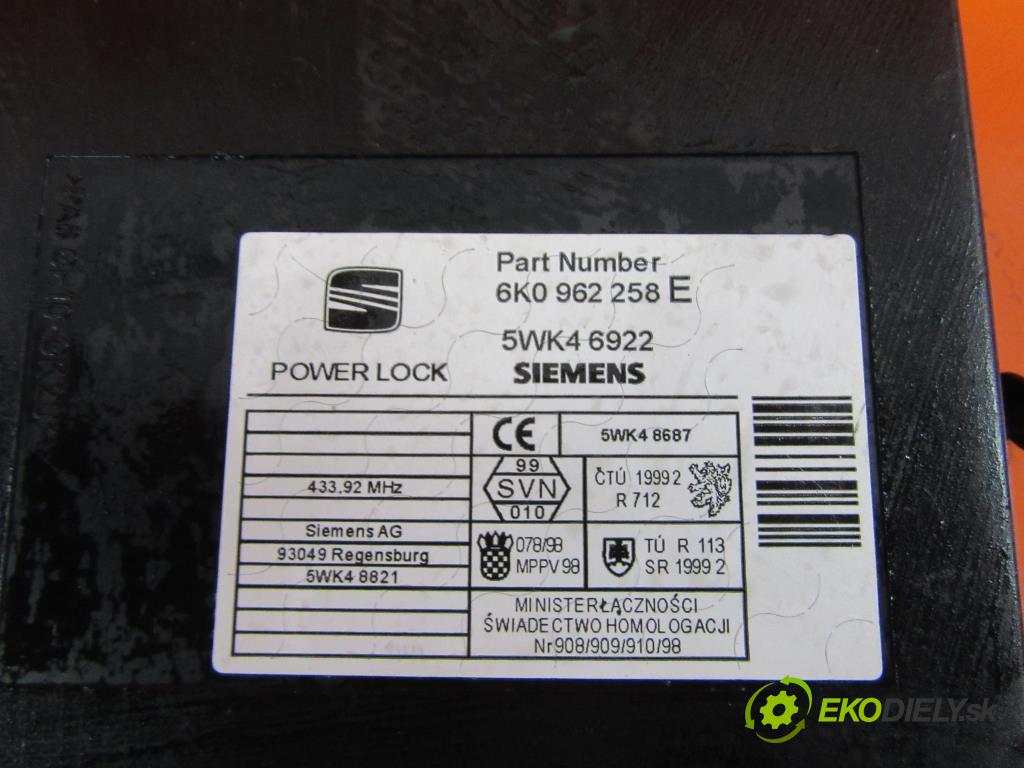 Part Number
6K0 962 258 E
5WK4 6922
POWER LOCK
SIEMENS
CE
5WK4 8687
433.92 MHz
99
SVN
010
ČTÚ 1999 2
R 712
Siemens AG
93049 Regensburg
5WK4 8821
078/98
MPPV 98
TÚ R 113
SR 1999 2
MINISTER ŁĄCZNOŚCI
ŚWIADECTWO HOMOLOGACJI
Nr 908/909/910/98
EKODIELY.sk